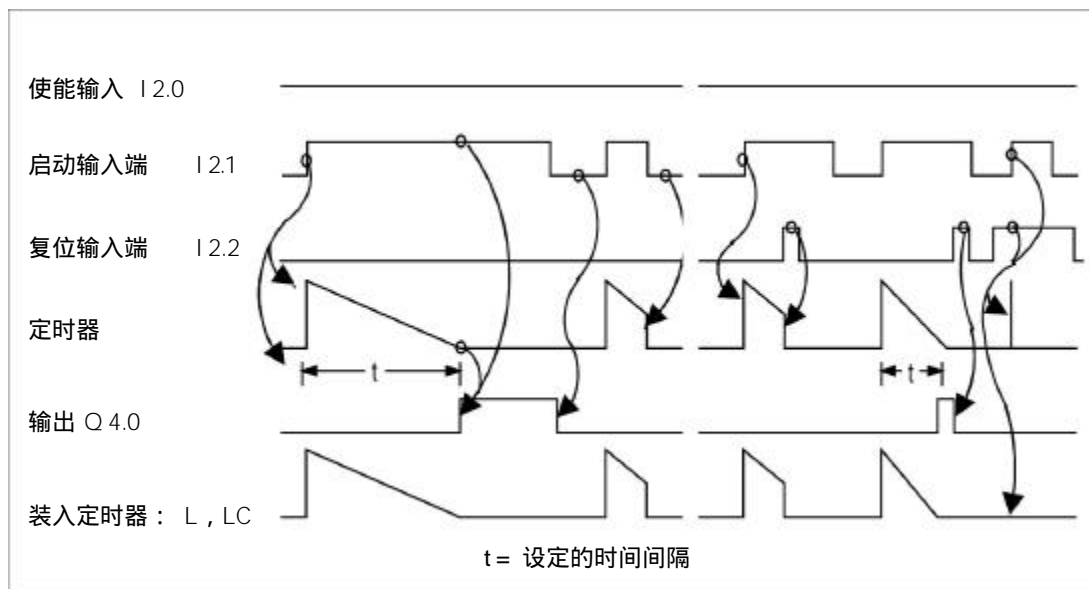 使能输入 I 2.0
启动输入端 I 2.1
复位输入端 I 2.2
定时器
t
t
输出 Q 4.0
装入定时器： L , LC
t = 设定的时间间隔